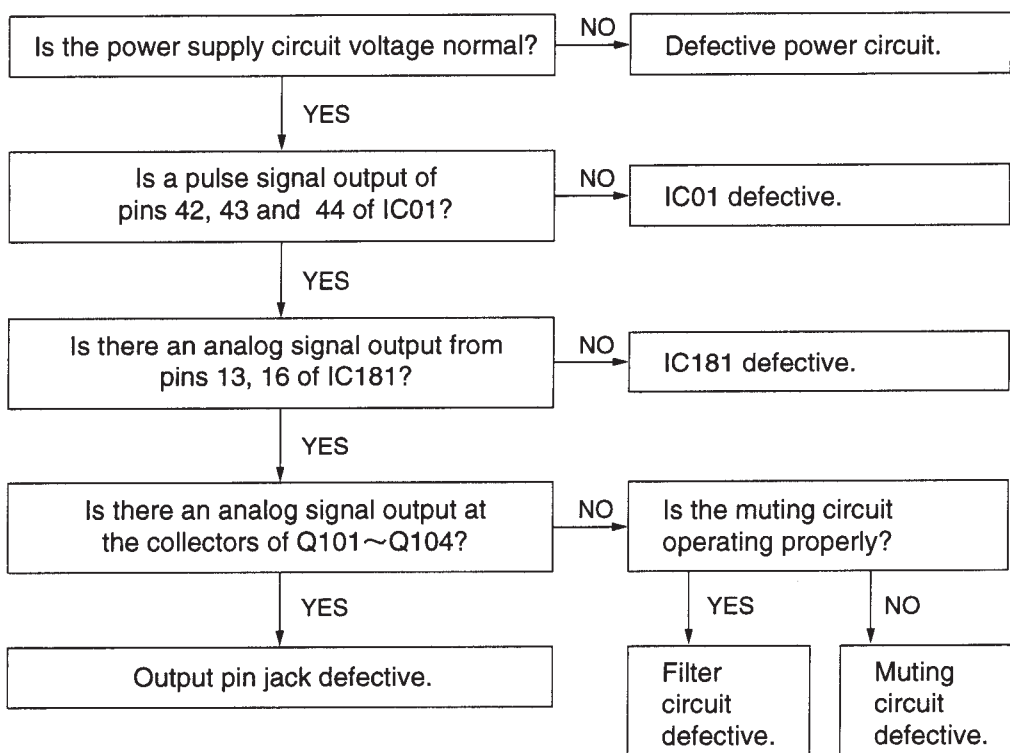 Is the power supply circuit voltage normal?
NO
Defective power circuit.
YES
Is a pulse signal output of
pins 42, 43 and 44 of IC01?
NO
IC01 defective.
YES
Is there an analog signal output from
pins 13, 16 of IC181?
NO
IC181 defective.
YES
Is there an analog signal output at
the collectors of Q101~Q104?
NO
Is the muting circuit
operating properly?
YES
Output pin jack defective.
YES
Filter
circuit
defective.
NO
Muting
circuit
defective.